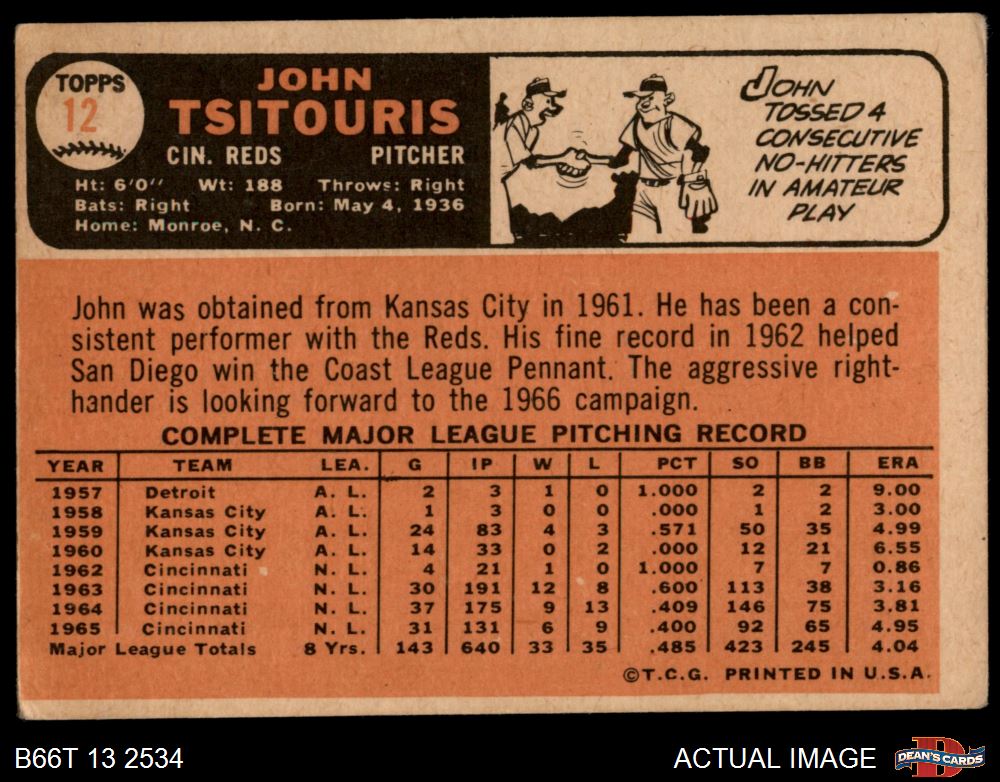 TOPPS
12
JOHN
TSITOURIS
CIN. REDS PITCHER
Ht: 6'0" Wt: 188 Throws: Right
Bats: Right Born: May 4, 1936
Home: Monroe, N. C.
JOHN
TOSSED 4
CONSECUTIVE
NO-HITTERS
IN AMATEUR
PLAY
John was obtained from Kansas City in 1961. He has been a con-
sistent performer with the Reds. His fine record in 1962 helped
San Diego win the Coast League Pennant. The aggressive right-
hander is looking forward to the 1966 campaign.
COMPLETE MAJOR LEAGUE PITCHING RECORD
YEAR TEAM LEA. G IP W L PCT SO BB ERA
1957 Detroit A. L. 2 3 1 0 1.000 2 2 9.00
1958 Kansas City A. L. 1 3 0 0 .000 1 2 3.00
1959 Kansas City A. L. 24 83 4 3 .571 50 35 4.99
1960 Kansas City A. L. 14 33 0 2 .000 12 21 6.55
1962 Cincinnati N. L. 4 21 1 0 1.000 7 7 0.86
1963 Cincinnati N. L. 30 191 12 8 .600 113 38 3.16
1964 Cincinnati N. L. 37 175 9 13 .409 146 75 3.81
1965 Cincinnati N. L. 31 131 6 9 .400 92 65 4.95
Major League Totals 8 Yrs. 143 640 33 35 .485 423 245 4.04
©T.C.G. PRINTED IN U.S.A.
B66T 13 2534
ACTUAL IMAGE
D
DEAN'S CARDS